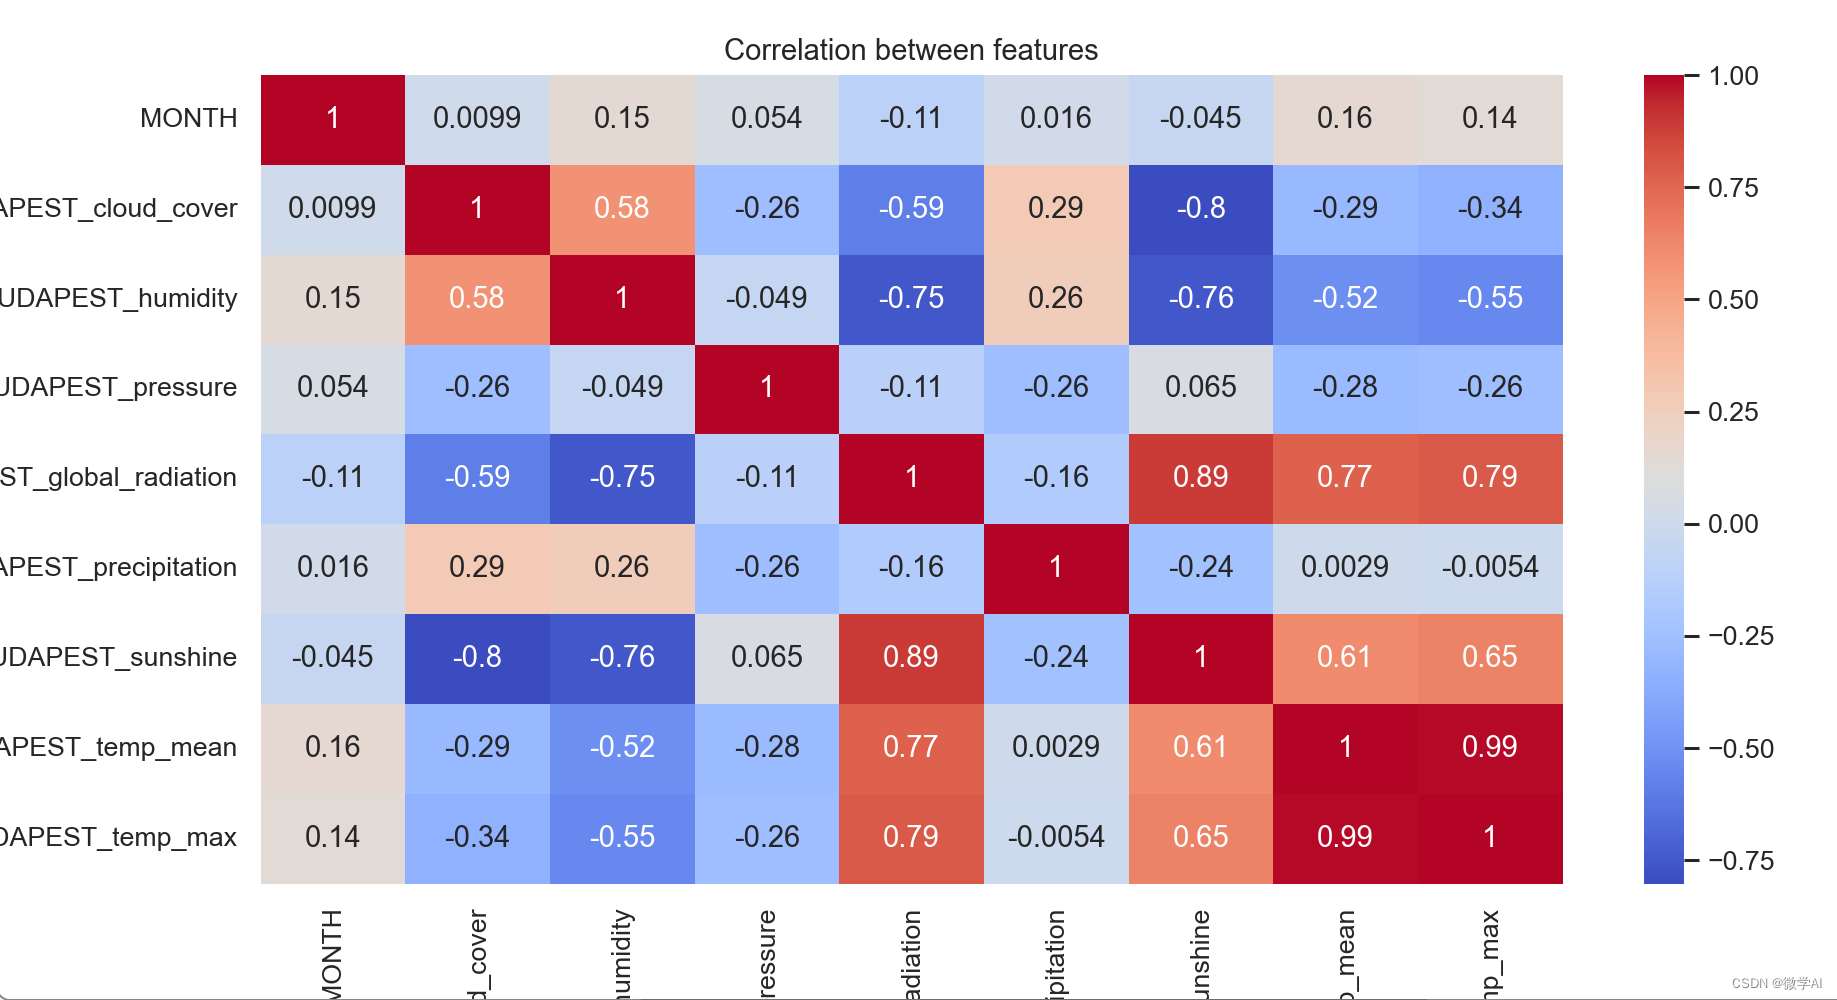 Correlation between features
MONTH 1 0.0099 0.15 0.054 -0.11 0.016 -0.045 0.16 0.14
APEST_cloud_cover 0.0099 1 0.58 -0.26 -0.59 0.29 -0.8 -0.29 -0.34
UDAPEST_humidity 0.15 0.58 1 -0.049 -0.75 0.26 -0.76 -0.52 -0.55
UDAPEST_pressure 0.054 -0.26 -0.049 1 -0.11 -0.26 0.065 -0.28 -0.26
ST_global_radiation -0.11 -0.59 -0.75 -0.11 1 -0.16 0.89 0.77 0.79
APEST_precipitation 0.016 0.29 0.26 -0.26 -0.16 1 -0.24 0.0029 -0.0054
UDAPEST_sunshine -0.045 -0.8 -0.76 0.065 0.89 -0.24 1 0.61 0.65
APEST_temp_mean 0.16 -0.29 -0.52 -0.28 0.77 0.0029 0.61 1 0.99
DAPEST_temp_max 0.14 -0.34 -0.55 -0.26 0.79 -0.0054 0.65 0.99 1
MONTH
d_cover
humidity
ressure
adiation
ipitation
unshine
p_mean
mp_max
1.00
0.75
0.50
0.25
0.00
−0.25
−0.50
−0.75
CSDN @微学AI